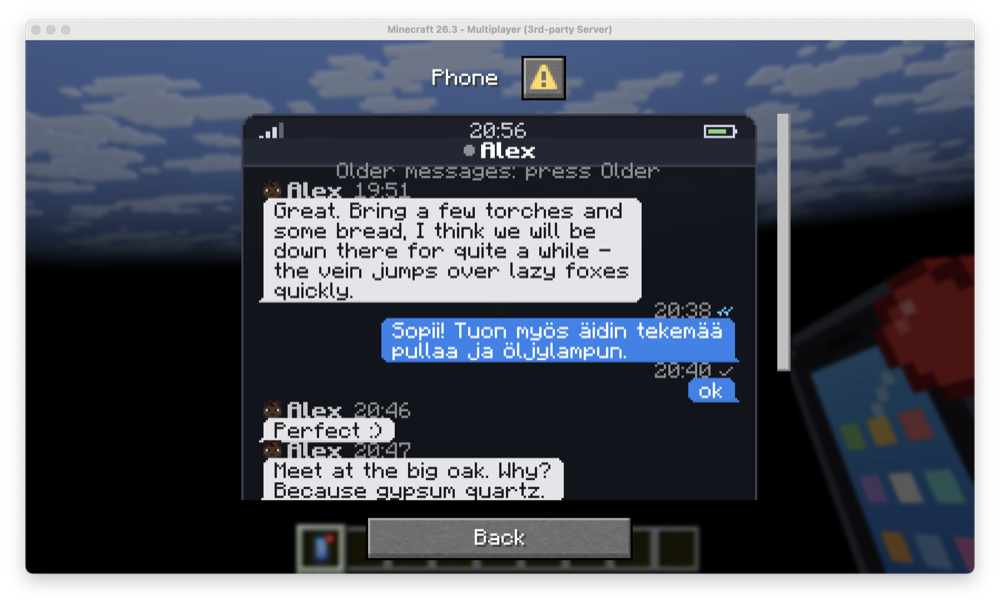 Minecraft 26.3 - Multiplayer (3rd-party Server)
Phone
20:56
Alex
Older messages: press Older
Alex 19:51
Great. Bring a few torches and
some bread, I think we will be
down there for quite a while -
the vein jumps over lazy foxes
quickly.
20:38
Sopii! Tuon myös äidin tekemää
pullaa ja öljylampun.
20:40
ok
Alex 20:46
Perfect :)
Alex 20:47
Meet at the big oak. Why?
Because gypsum quartz.
Back